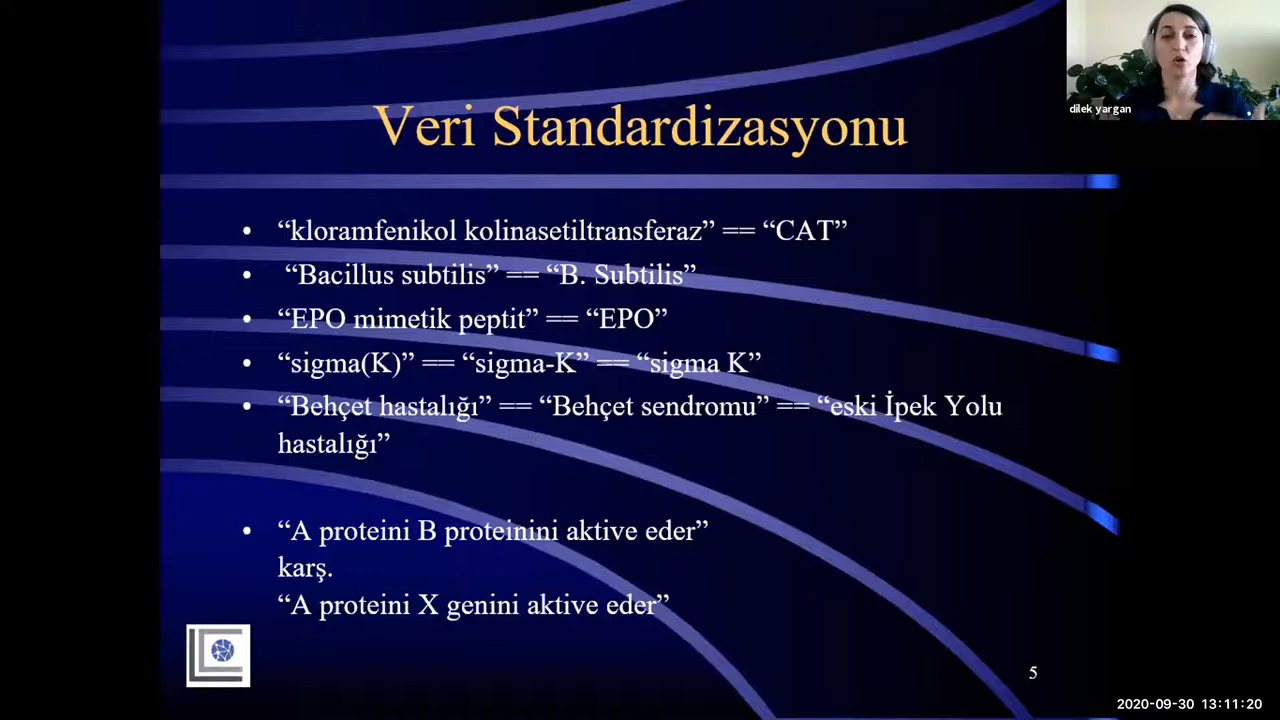 Veri Standardizasyonu
• “kloramfenikol kolinasetiltransferaz” == “CAT”
• “Bacillus subtilis” == “B. Subtilis”
• “EPO mimetik peptit” == “EPO”
• “sigma(K)” == “sigma-K” == “sigma K”
• “Behçet hastalığı” == “Behçet sendromu” == “eski İpek Yolu
hastalığı”
• “A proteini B proteinini aktive eder”
karş.
“A proteini X genini aktive eder”
5
dilek yargan
2020-09-30 13:11:20